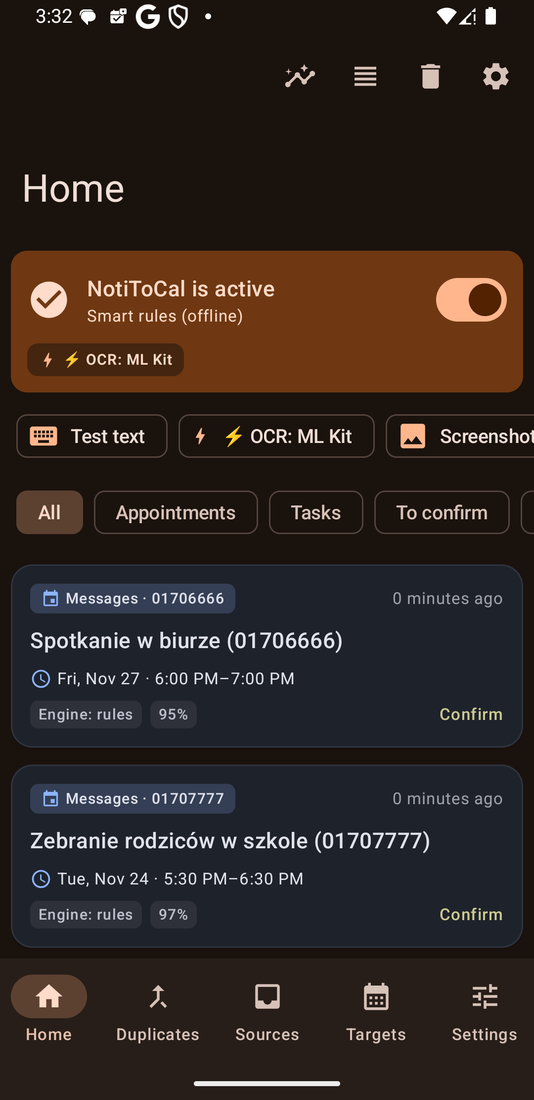 3:32
Home
NotiToCal is active
Smart rules (offline)
⚡ OCR: ML Kit
Test text
⚡ OCR: ML Kit
Screenshot
All
Appointments
Tasks
To confirm
Messages · 01706666
0 minutes ago
Spotkanie w biurze (01706666)
Fri, Nov 27 · 6:00 PM–7:00 PM
Engine: rules
95%
Confirm
Messages · 01707777
0 minutes ago
Zebranie rodziców w szkole (01707777)
Tue, Nov 24 · 5:30 PM–6:30 PM
Engine: rules
97%
Confirm
Home
Duplicates
Sources
Targets
Settings